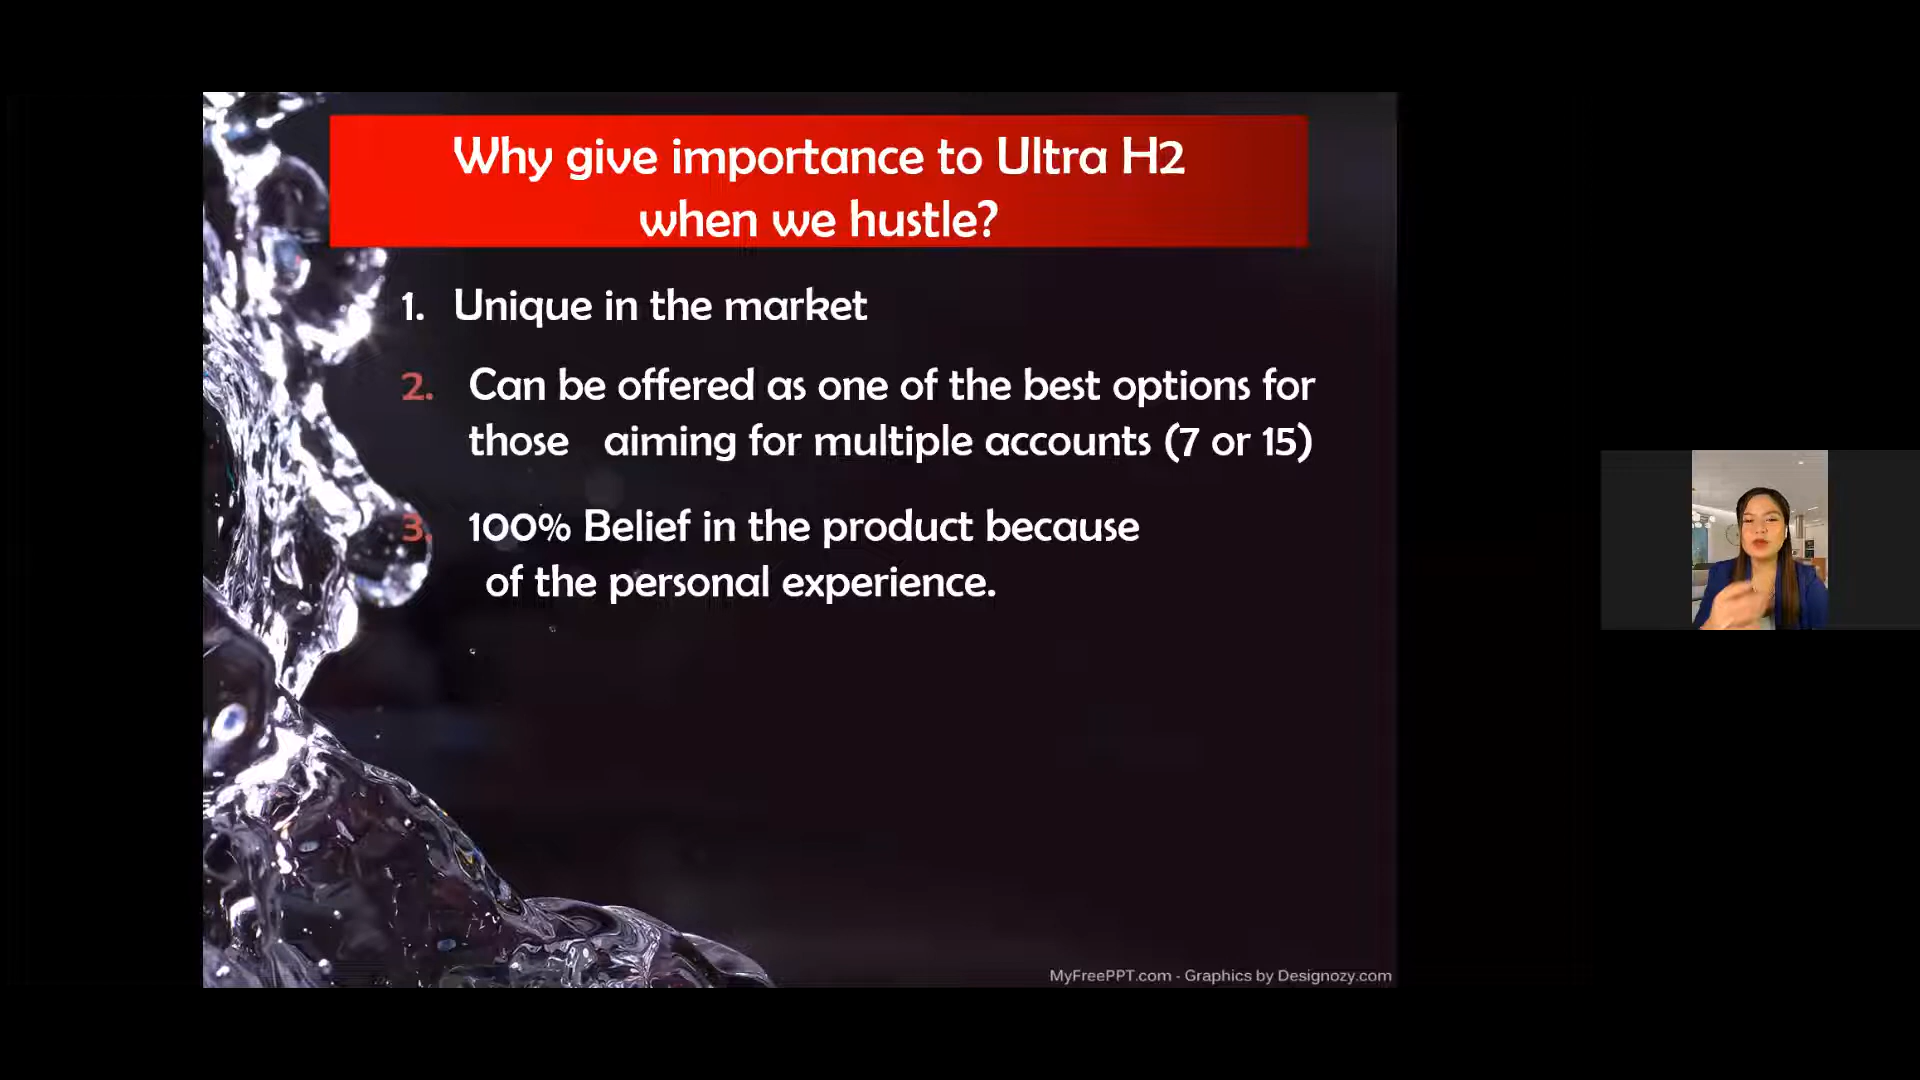 Why give importance to Ultra H2
when we hustle?
1. Unique in the market
2. Can be offered as one of the best options for
those aiming for multiple accounts (7 or 15)
3. 100% Belief in the product because
of the personal experience.
MyFreePPT.com - Graphics by Designozy.com